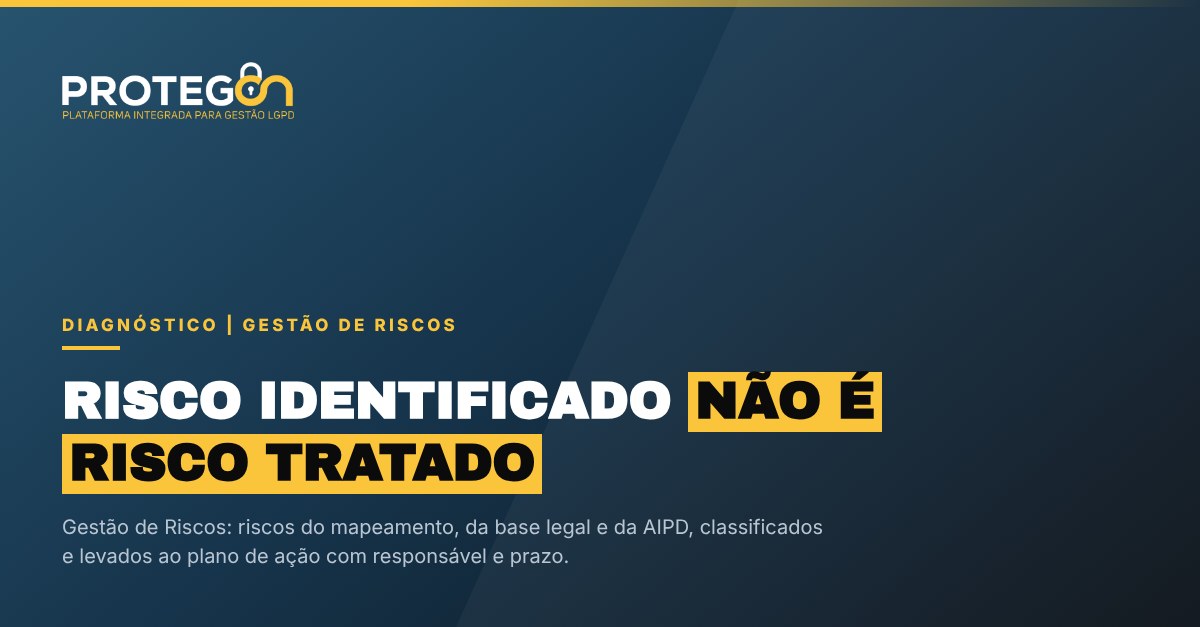 PROTEGON
PLATAFORMA INTEGRADA PARA GESTÃO LGPD
DIAGNÓSTICO | GESTÃO DE RISCOS
RISCO IDENTIFICADO NÃO É
RISCO TRATADO
Gestão de Riscos: riscos do mapeamento, da base legal e da AIPD, classificados
e levados ao plano de ação com responsável e prazo.